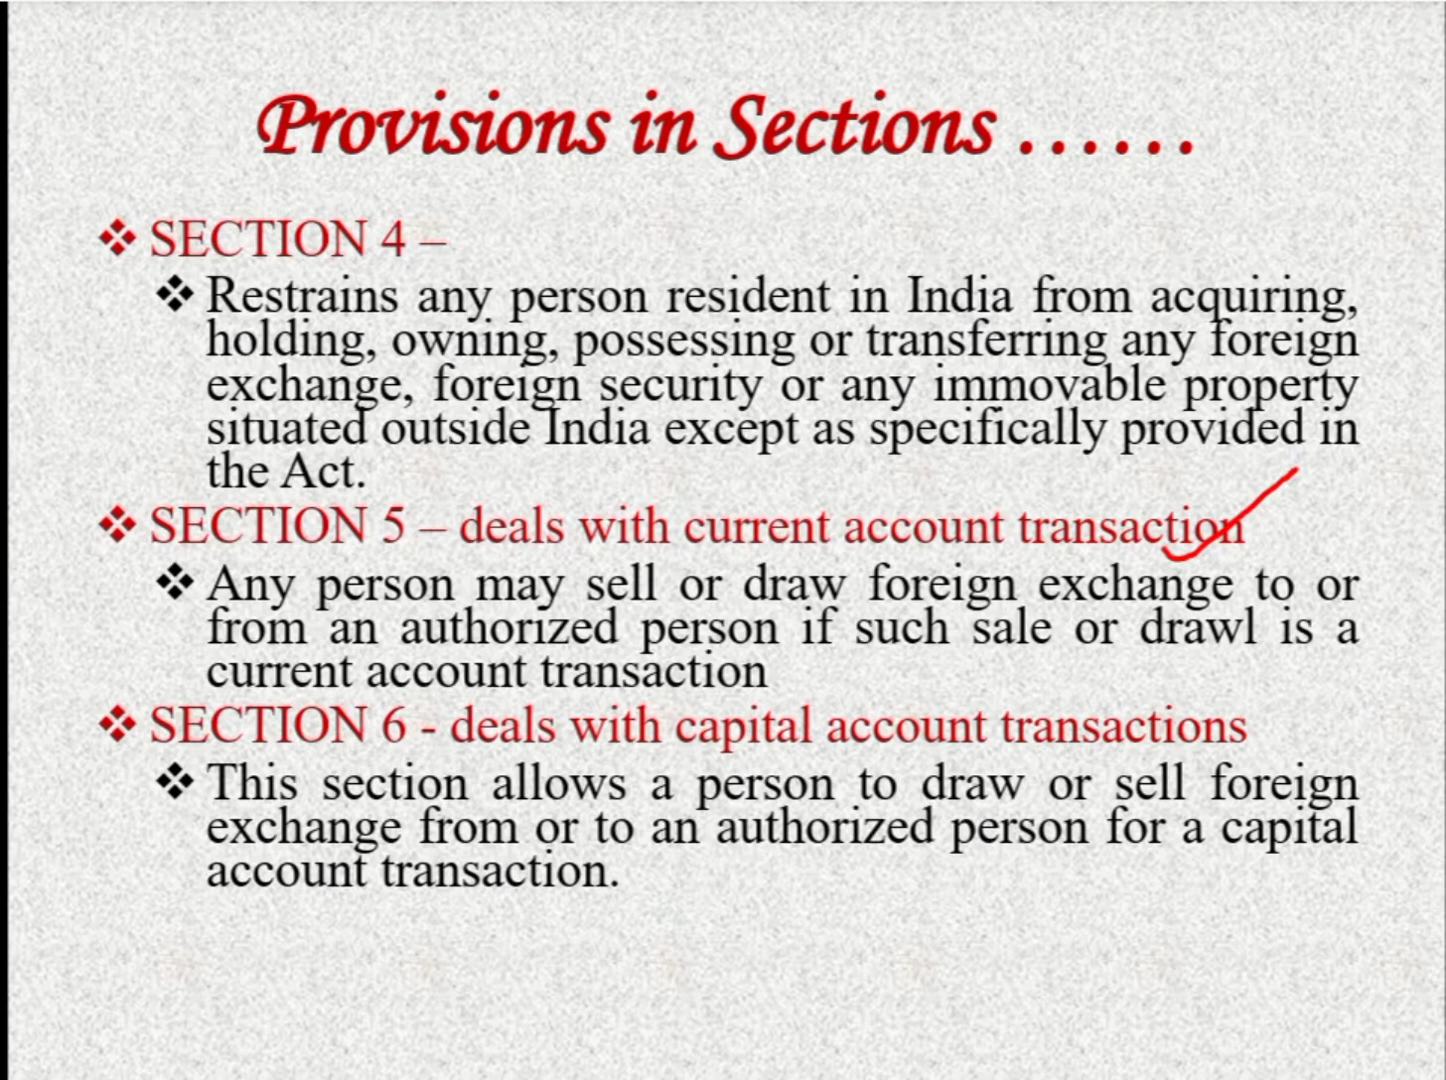 Provisions in Sections ......
❖ SECTION 4 –
❖ Restrains any person resident in India from acquiring,
holding, owning, possessing or transferring any foreign
exchange, foreign security or any immovable property
situated outside India except as specifically provided in
the Act.
❖ SECTION 5 – deals with current account transaction
❖ Any person may sell or draw foreign exchange to or
from an authorized person if such sale or drawl is a
current account transaction
❖ SECTION 6 - deals with capital account transactions
❖ This section allows a person to draw or sell foreign
exchange from or to an authorized person for a capital
account transaction.